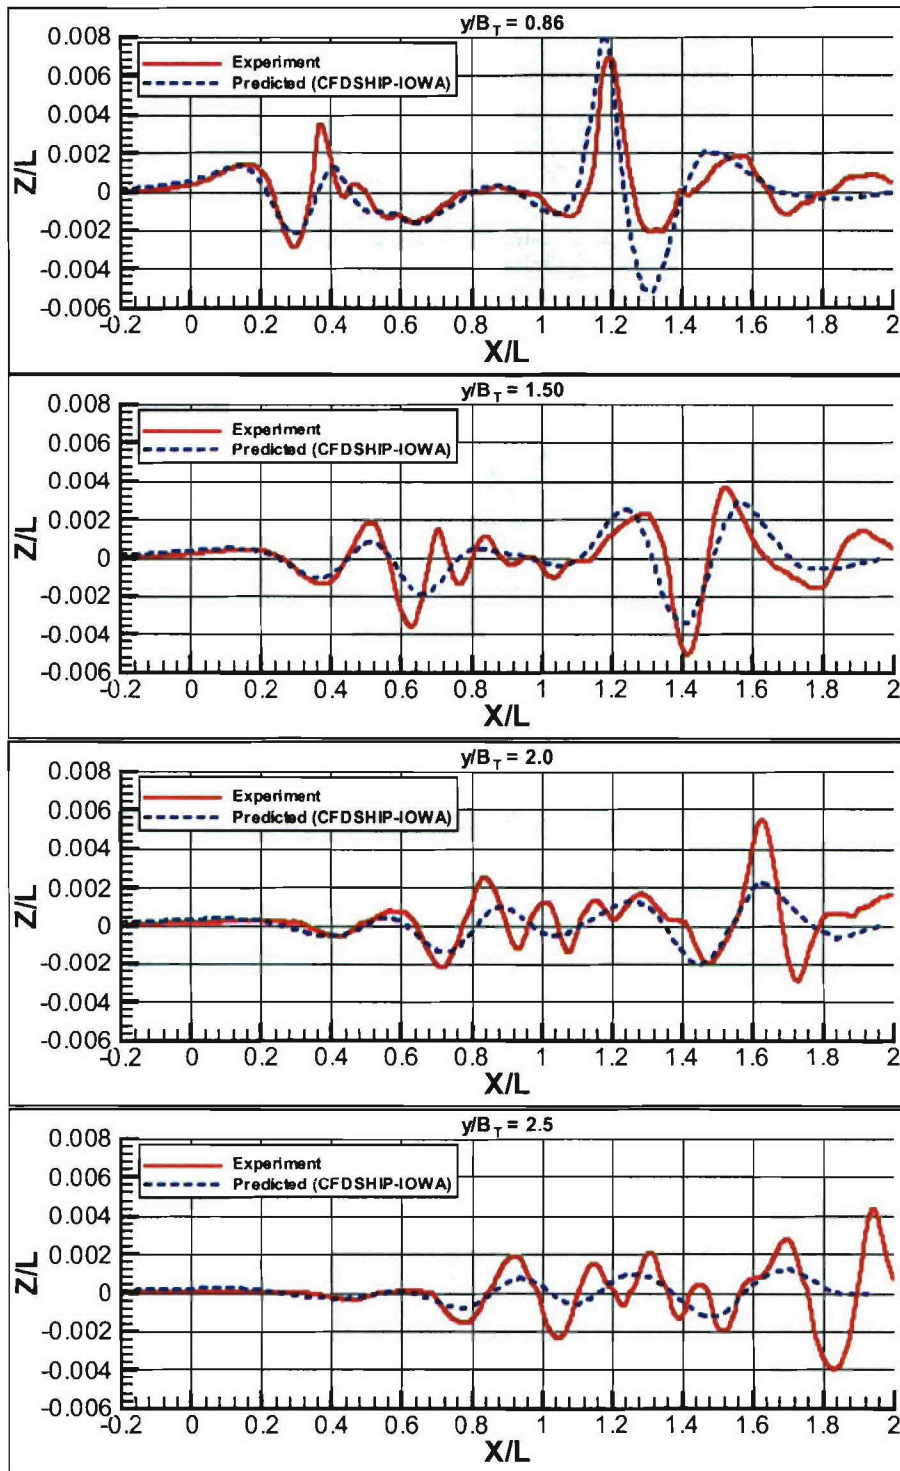 y/B_T = 0.86
0.008
0.006
0.004
0.002
0
-0.002
-0.004
-0.006
Z/L
Experiment
Predicted (CFDSHIP-IOWA)
-0.2 0 0.2 0.4 0.6 0.8 1 1.2 1.4 1.6 1.8 2
X/L
y/B_T = 1.50
0.008
0.006
0.004
0.002
0
-0.002
-0.004
-0.006
Z/L
Experiment
Predicted (CFDSHIP-IOWA)
-0.2 0 0.2 0.4 0.6 0.8 1 1.2 1.4 1.6 1.8 2
X/L
y/B_T = 2.0
0.008
0.006
0.004
0.002
0
-0.002
-0.004
-0.006
Z/L
Experiment
Predicted (CFDSHIP-IOWA)
-0.2 0 0.2 0.4 0.6 0.8 1 1.2 1.4 1.6 1.8 2
X/L
y/B_T = 2.5
0.008
0.006
0.004
0.002
0
-0.002
-0.004
-0.006
Z/L
Experiment
Predicted (CFDSHIP-IOWA)
-0.2 0 0.2 0.4 0.6 0.8 1 1.2 1.4 1.6 1.8 2
X/L